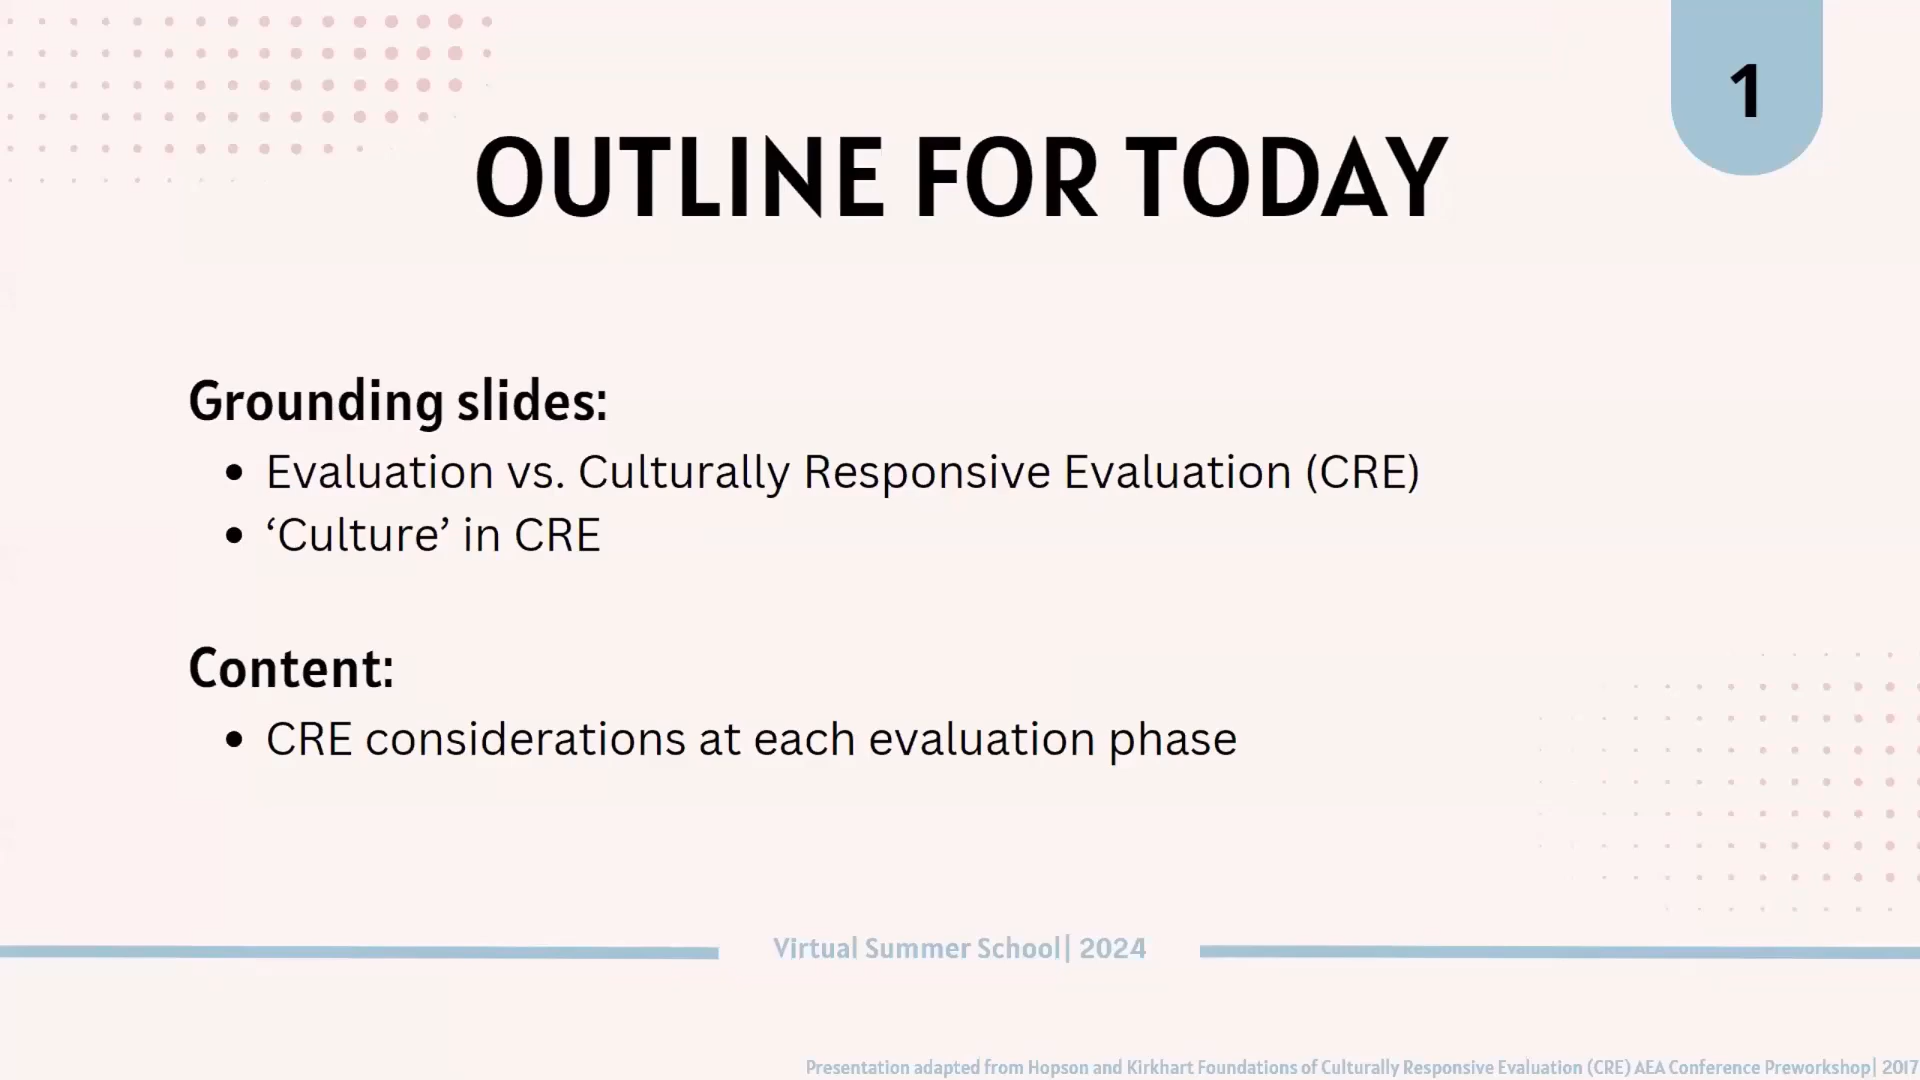 1
OUTLINE FOR TODAY
Grounding slides:
• Evaluation vs. Culturally Responsive Evaluation (CRE)
• ‘Culture’ in CRE
Content:
• CRE considerations at each evaluation phase
Virtual Summer School| 2024
Presentation adapted from Hopson and Kirkhart Foundations of Culturally Responsive Evaluation (CRE) AEA Conference Preworkshop| 2017